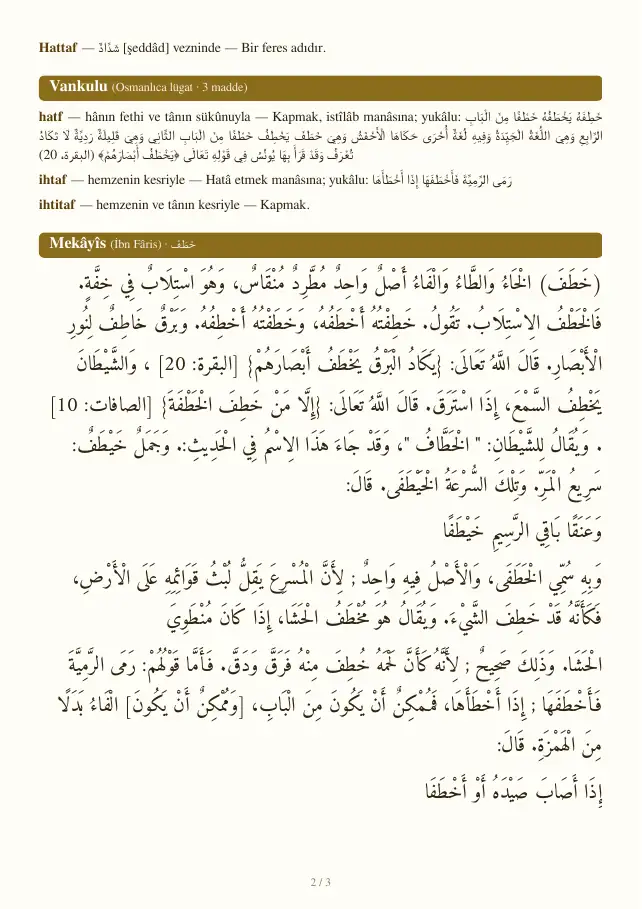 Hattaf — شَدَّادٌ [şeddâd] vezninde — Bir feres adıdır.
Vankulu (Osmanlıca lügat · 3 madde)
hatf — hânın fethi ve tânın sükûnuyla — Kapmak, istîlâb manâsına; yukâlu: خَطِفَهُ يَخْطَفُهُ خَطْفًا مِنَ الْبَابِ
الرَّابِعِ وَهِيَ اللُّغَةُ الْجَيِّدَةُ وَفِيهِ لُغَةٌ أُخْرَى حَكَاهَا الْأَخْفَشُ وَهِيَ خَطَفَ يَخْطِفُ خَطْفًا مِنَ الْبَابِ الثَّانِي وَهِيَ قَلِيلَةٌ رَدِيَّةٌ لَا تَكَادُ
تُعْرَفُ وَقَدْ قَرَأَ بِهَا يُونُسُ فِي قَوْلِهِ تَعَالَى ﴿يَخْطَفُ أَبْصَارَهُمْ﴾ (البقرة، 20)
ihtaf — hemzenin kesriyle — Hatâ etmek manâsına; yukâlu: رَمَى الرَّمِيَّةَ فَأَخْطَفَهَا إِذَا أَخْطَأَهَا
ihtitaf — hemzenin ve tânın kesriyle — Kapmak.
Mekâyîs (İbn Fâris) · خطف
(خَطَفَ) الْخَاءُ وَالطَّاءُ وَالْفَاءُ أَصْلٌ وَاحِدٌ مُطَّرِدٌ مُنْقَاسٌ، وَهُوَ اسْتِلَابٌ فِي خِفَّةٍ.
فَالْخَطْفُ الِاسْتِلَابُ. تَقُولُ. خَطِفْتُهُ أَخْطَفُهُ، وَخَطَفْتُهُ أَخْطِفُهُ. وَبَرْقٌ خَاطِفٌ لِنُورِ
الْأَبْصَارِ. قَالَ اللَّهُ تَعَالَى: {يَكَادُ الْبَرْقُ يَخْطَفُ أَبْصَارَهُمْ} [البقرة: 20] ، وَالشَّيْطَانَ
يَخْطِفُ السَّمْعَ، إِذَا اسْتَرَقَ. قَالَ اللَّهُ تَعَالَى: {إِلَّا مَنْ خَطِفَ الْخَطْفَةَ} [الصافات: 10]
. وَيُقَالُ لِلشَّيْطَانِ: " الْخَطَّافُ "، وَقَدْ جَاءَ هَذَا الِاسْمُ فِي الْحَدِيثِ:. وَجَمَلٌ خَيْطَفٌ:
سَرِيعُ الْمَرِّ. وَتِلْكَ السُّرْعَةُ الْخَيْطَفَى. قَالَ:
وَعَنَقًا بَاقِي الرَّسِيمِ خَيْطَفًا
وَبِهِ سُمِّي الْخَطَفَى، وَالْأَصْلُ فِيهِ وَاحِدٌ ; لِأَنَّ الْمُسْرِعَ يَقِلُّ لُبْثُ قَوَائِمِهِ عَلَى الْأَرْضِ،
فَكَأَنَّهُ قَدْ خَطِفَ الشَّيْءَ. وَيُقَالُ هُوَ مُخْطَفُ الْحَشَا، إِذَا كَانَ مُنْطَوِيَ
الْحَشَا. وَذَلِكَ صَحِيحٌ ; لِأَنَّهُ كَأَنَّ لَحْمَهُ خُطِفَ مِنْهُ فَرَقَّ وَدَقَّ. فَأَمَّا قَوْلُهُمْ: رَمَى الرَّمِيَّةَ
فَأَخْطَفَهَا ; إِذَا أَخْطَأَهَا، فَمُمْكِنٌ أَنْ يَكُونَ مِنَ الْبَابِ، [وَمُمْكِنٌ أَنْ يَكُونَ] الْفَاءُ بَدَلًا
مِنَ الْهَمْزَةِ. قَالَ:
إِذَا أَصَابَ صَيْدَهُ أَوْ أَخْطَفَا
2 / 3